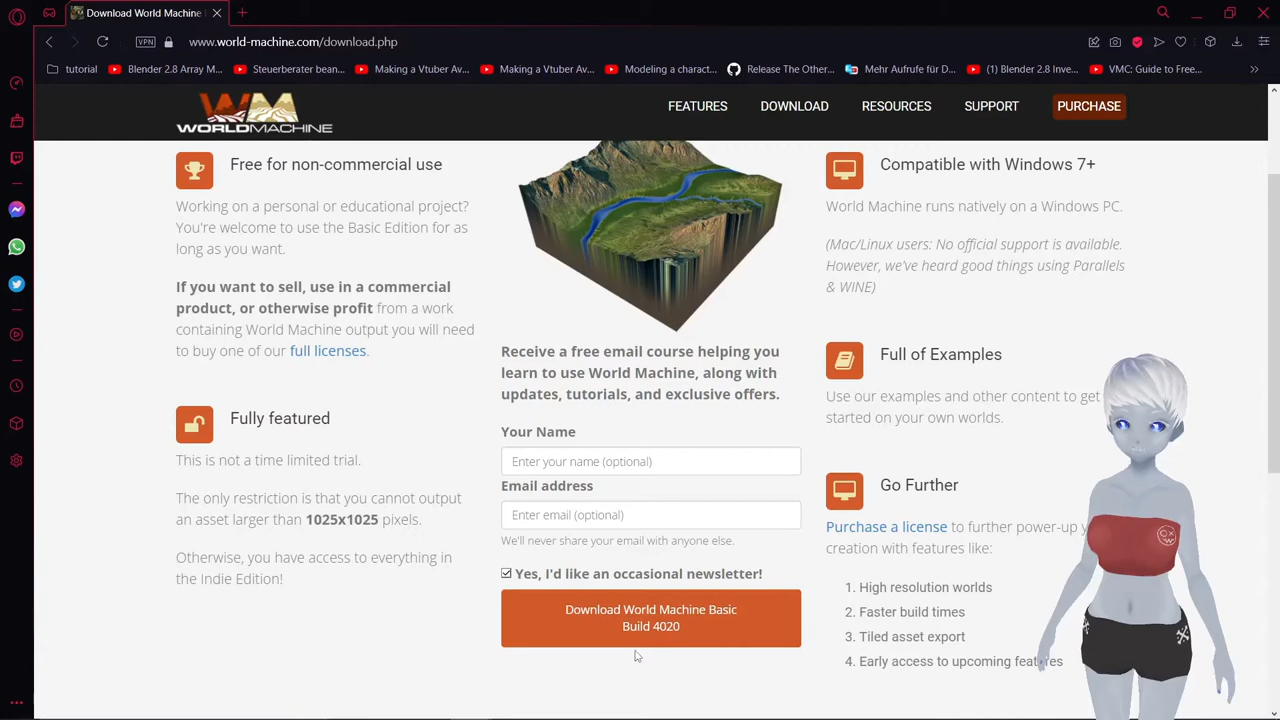 Download World Machine
www.world-machine.com/download.php
VPN
tutorial
Blender 2.8 Array M...
Steuerberater bean...
Making a Vtuber Av...
Making a Vtuber Av...
Modeling a charact...
Release The Other...
Mehr Aufrufe für D...
(1) Blender 2.8 Inve...
VMC: Guide to Free...
WM
WORLDMACHINE
FEATURES
DOWNLOAD
RESOURCES
SUPPORT
PURCHASE
Free for non-commercial use
Working on a personal or educational project?
You're welcome to use the Basic Edition for as
long as you want.
If you want to sell, use in a commercial
product, or otherwise profit from a work
containing World Machine output you will need
to buy one of our full licenses.
Fully featured
This is not a time limited trial.
The only restriction is that you cannot output
an asset larger than 1025x1025 pixels.
Otherwise, you have access to everything in
the Indie Edition!
Receive a free email course helping you
learn to use World Machine, along with
updates, tutorials, and exclusive offers.
Your Name
Enter your name (optional)
Email address
Enter email (optional)
We'll never share your email with anyone else.
Yes, I'd like an occasional newsletter!
Download World Machine Basic
Build 4020
Compatible with Windows 7+
World Machine runs natively on a Windows PC.
(Mac/Linux users: No official support is available.
However, we've heard good things using Parallels
& WINE)
Full of Examples
Use our examples and other content to get
started on your own worlds.
Go Further
Purchase a license to further power-up
creation with features like:
1. High resolution worlds
2. Faster build times
3. Tiled asset export
4. Early access to upcoming features